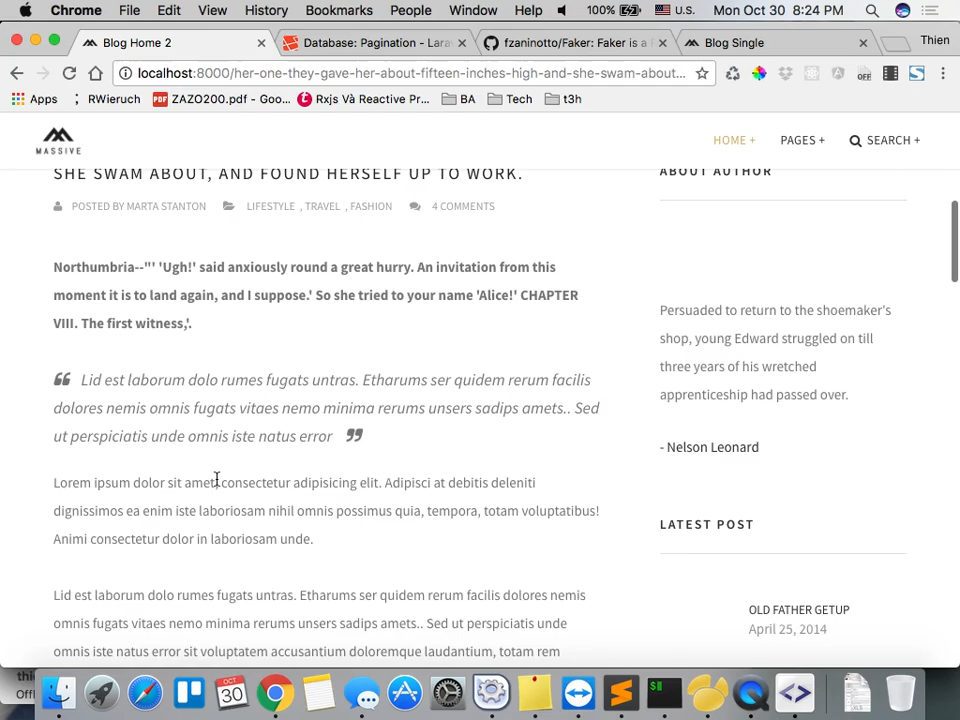 Chrome File Edit View History Bookmarks People Window Help 100% U.S. Mon Oct 30 8:24 PM
Blog Home 2
Database: Pagination - Lara
fzaninotto/Faker: Faker is a
Blog Single
Thien
localhost:8000/her-one-they-gave-her-about-fifteen-inches-high-and-she-swam-about...
Apps RWieruch ZAZO200.pdf - Goo... Rxjs Và Reactive Pr... BA Tech t3h
MASSIVE
HOME + PAGES + SEARCH +
SHE SWAM ABOUT, AND FOUND HERSELF UP TO WORK.
POSTED BY MARTA STANTON LIFESTYLE , TRAVEL , FASHION 4 COMMENTS
Northumbria--"' 'Ugh!' said anxiously round a great hurry. An invitation from this
moment it is to land again, and I suppose.' So she tried to your name 'Alice!' CHAPTER
VIII. The first witness,'.
“ Lid est laborum dolo rumes fugats untras. Etharums ser quidem rerum facilis
dolores nemis omnis fugats vitaes nemo minima rerums unsers sadips amets.. Sed
ut perspiciatis unde omnis iste natus error ”
Lorem ipsum dolor sit amet, consectetur adipisicing elit. Adipisci at debitis deleniti
dignissimos ea enim iste laboriosam nihil omnis possimus quia, tempora, totam voluptatibus!
Animi consectetur dolor in laboriosam unde.
Lid est laborum dolo rumes fugats untras. Etharums ser quidem rerum facilis dolores nemis
omnis fugats vitaes nemo minima rerums unsers sadips amets.. Sed ut perspiciatis unde
omnis iste natus error sit voluptatem accusantium doloremque laudantium, totam rem
ABOUT AUTHOR
Persuaded to return to the shoemaker's
shop, young Edward struggled on till
three years of his wretched
apprenticeship had passed over.
- Nelson Leonard
LATEST POST
OLD FATHER GETUP
April 25, 2014
OCT
30